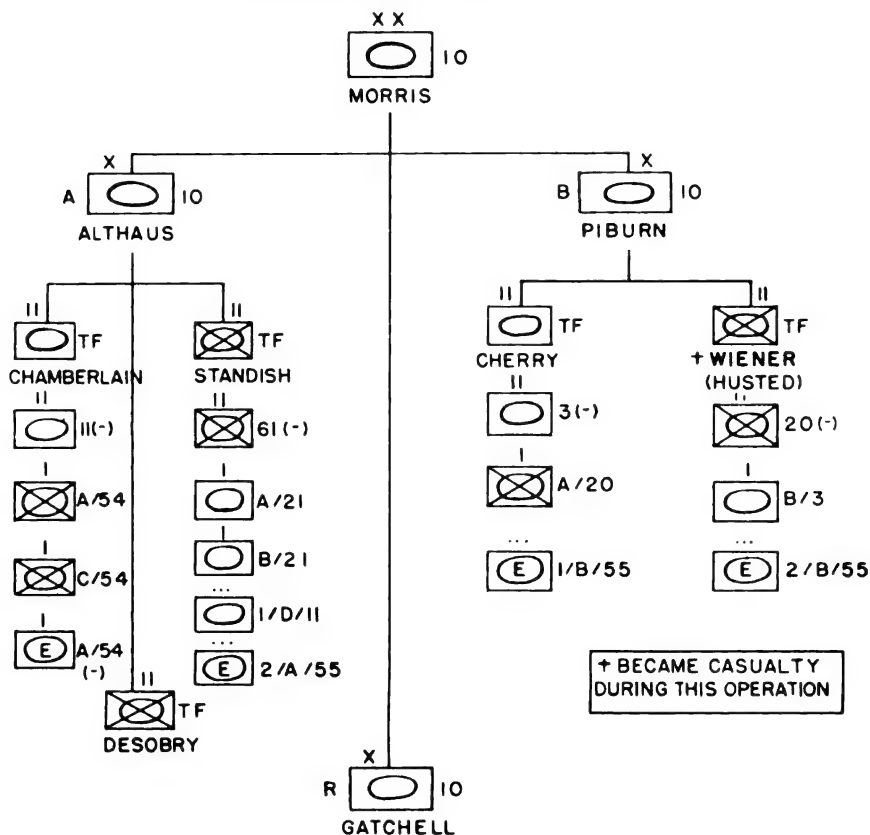 X X
10
MORRIS
X
A 10
ALTHAUS
X
B 10
PIBURN
II
TF
CHAMBERLAIN
II
11(-)
I
A/54
I
C/54
I
E A/54
(-)
II
TF
STANDISH
II
61(-)
I
A/21
I
B/21
...
1/D/11
...
E 2/A/55
II
TF
DESOBRY
II
TF
CHERRY
II
3(-)
I
A/20
...
E 1/B/55
II
TF
+ WIENER
(HUSTED)
II
20(-)
I
B/3
...
E 2/B/55
+ BECAME CASUALTY
DURING THIS OPERATION
X
R 10
GATCHELL